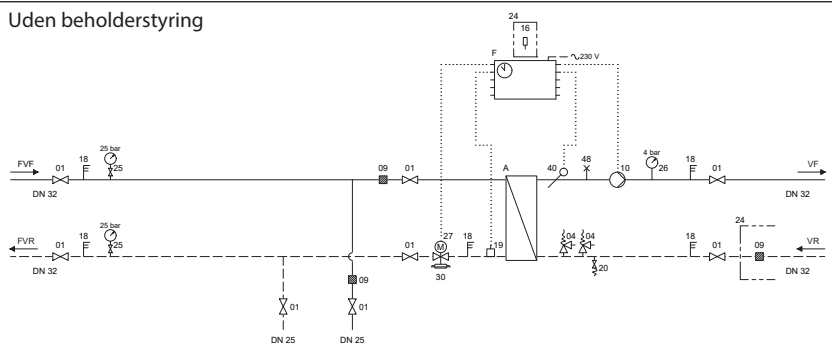 Uden beholderstyring
24
16
F
230 V
25 bar
25 bar
4 bar
FVF
01
18
25
09
01
A
40
48
10
26
18
01
VF
DN 32
DN 32
24
FVR
01
18
25
01
27
M
18
19
04
04
18
01
09
VR
DN 32
30
20
DN 32
09
01
01
DN 25
DN 25